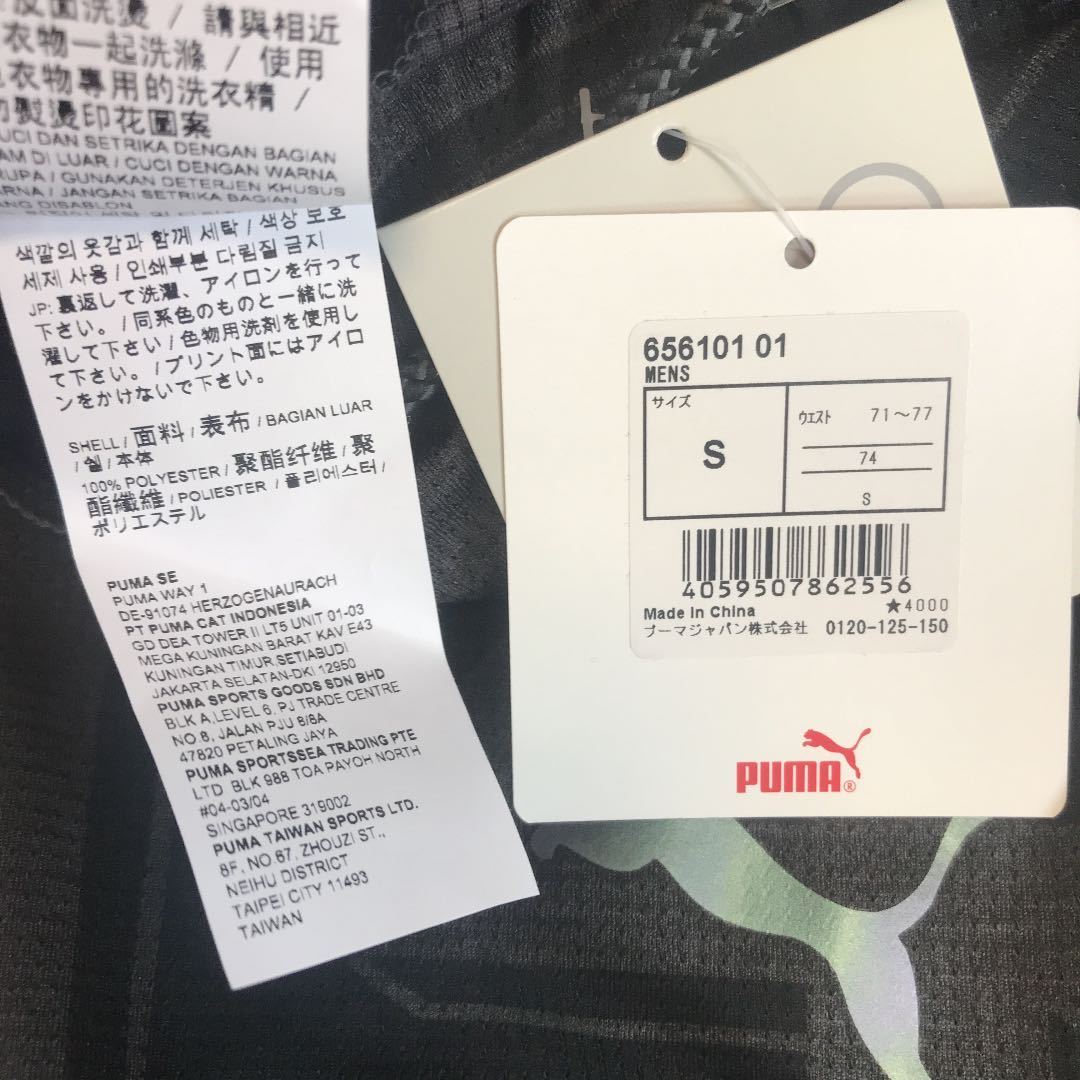 反面洗燙 / 請與相近
衣物一起洗滌 / 使用
衣物專用的洗衣精 /
勿熨燙印花圖案
CUCI DAN SETRIKA DENGAN BAGIAN
DI LUAR / CUCI DENGAN WARNA
/ GUNAKAN DETERJEN KHUSUS
/ JANGAN SETRIKA BAGIAN
DISABLON
색깔의 옷감과 함께 세탁 / 색상 보호
세제 사용 / 인쇄부분 다림질 금지
JP: 裏返して洗濯、アイロンを行って
下さい。/同系色のものと一緒に洗
濯して下さい/色物用洗剤を使用し
て下さい。/プリント面にはアイロ
ンをかけないで下さい。
SHELL / 面料 / 表布 / BAGIAN LUAR
/ 쉘 / 本体
100% POLYESTER / 聚酯纤维 / 聚
酯纖維 / POLIESTER / 폴리에스터 /
ポリエステル
PUMA SE
PUMA WAY 1
DE-91074 HERZOGENAURACH
PT PUMA CAT INDONESIA
GD DEA TOWER II LT5 UNIT 01-03
MEGA KUNINGAN BARAT KAV E43
KUNINGAN TIMUR,SETIABUDI
JAKARTA SELATAN-DKI 12950
PUMA SPORTS GOODS SDN BHD
BLK A,LEVEL 6, PJ TRADE CENTRE
NO.8, JALAN PJU 8/8A
47820 PETALING JAYA
PUMA SPORTSSEA TRADING PTE
LTD BLK 988 TOA PAYOH NORTH
#04-03/04
SINGAPORE 319002
PUMA TAIWAN SPORTS LTD.
8F, NO.67, ZHOUZI ST.,
NEIHU DISTRICT
TAIPEI CITY 11493
TAIWAN
656101 01
MENS
サイズ
S
ウエスト 71～77
74
S
4059507862556
★4000
Made in China
プーマジャパン株式会社 0120-125-150
PUMA®